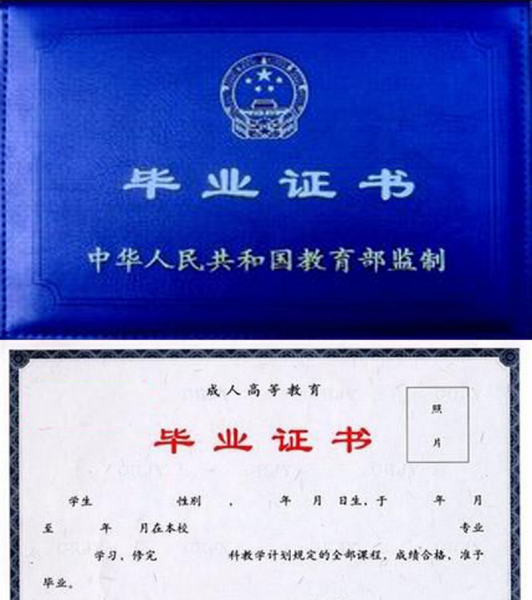 毕业证书
中华人民共和国教育部监制
成人高等教育
照
毕业证书
片
学生 性别 , 年 月 日生，于 年 月
至 年 月在本校 专业
学习，修完 科教学计划规定的全部课程，成绩合格，准予
毕业。